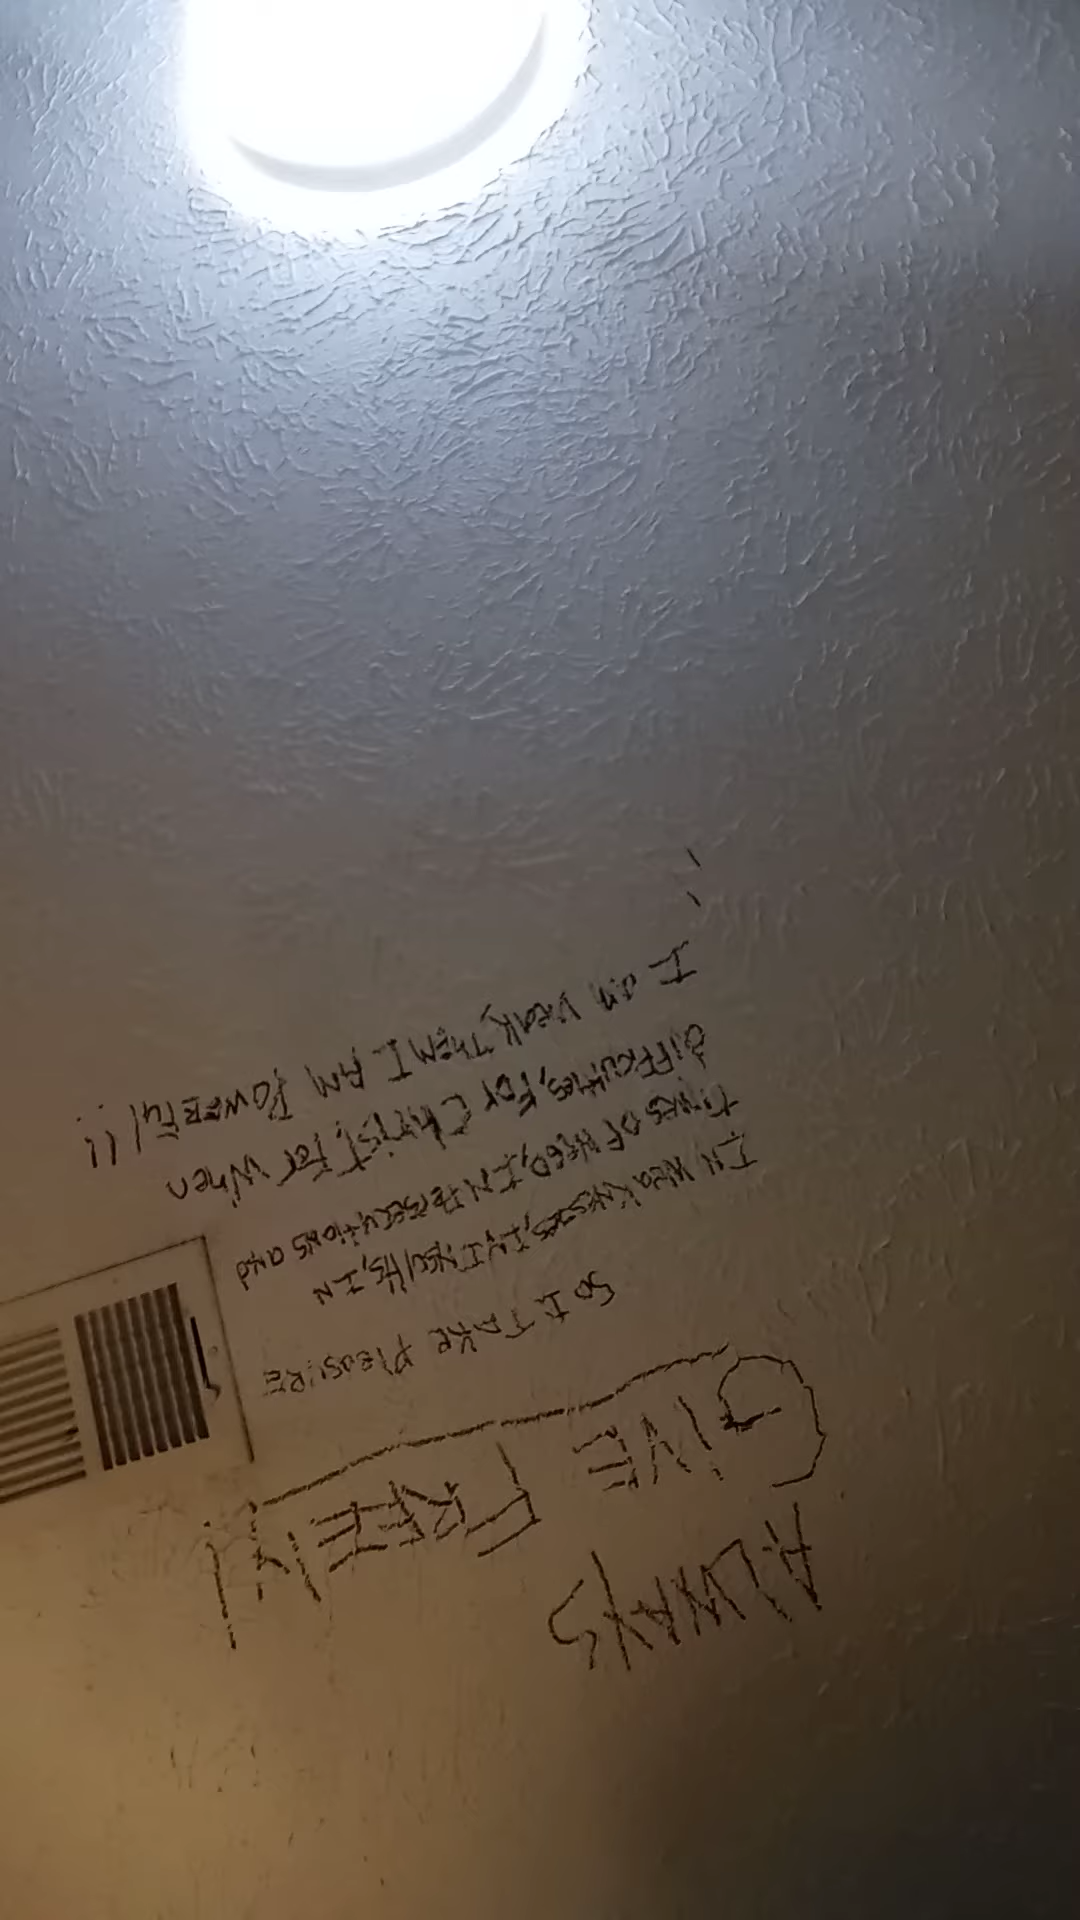 ALWAYS
GIVE FREELY
SO I TAKE PleasuRE
IN WEAKNESSES, IN INSults, IN
times OF NEED, IN PERSECUtioNS and
diFFicultIes, For Christ, For When
I am weak, THEN I AM PowerFul!!!